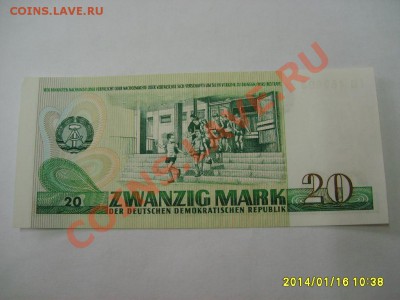 COINS.LAVE.RU
20
ZWANZIG MARK
DER DEUTSCHEN DEMOKRATISCHEN REPUBLIK
20
COINS.LAVE.RU
2014/01/16 10:38